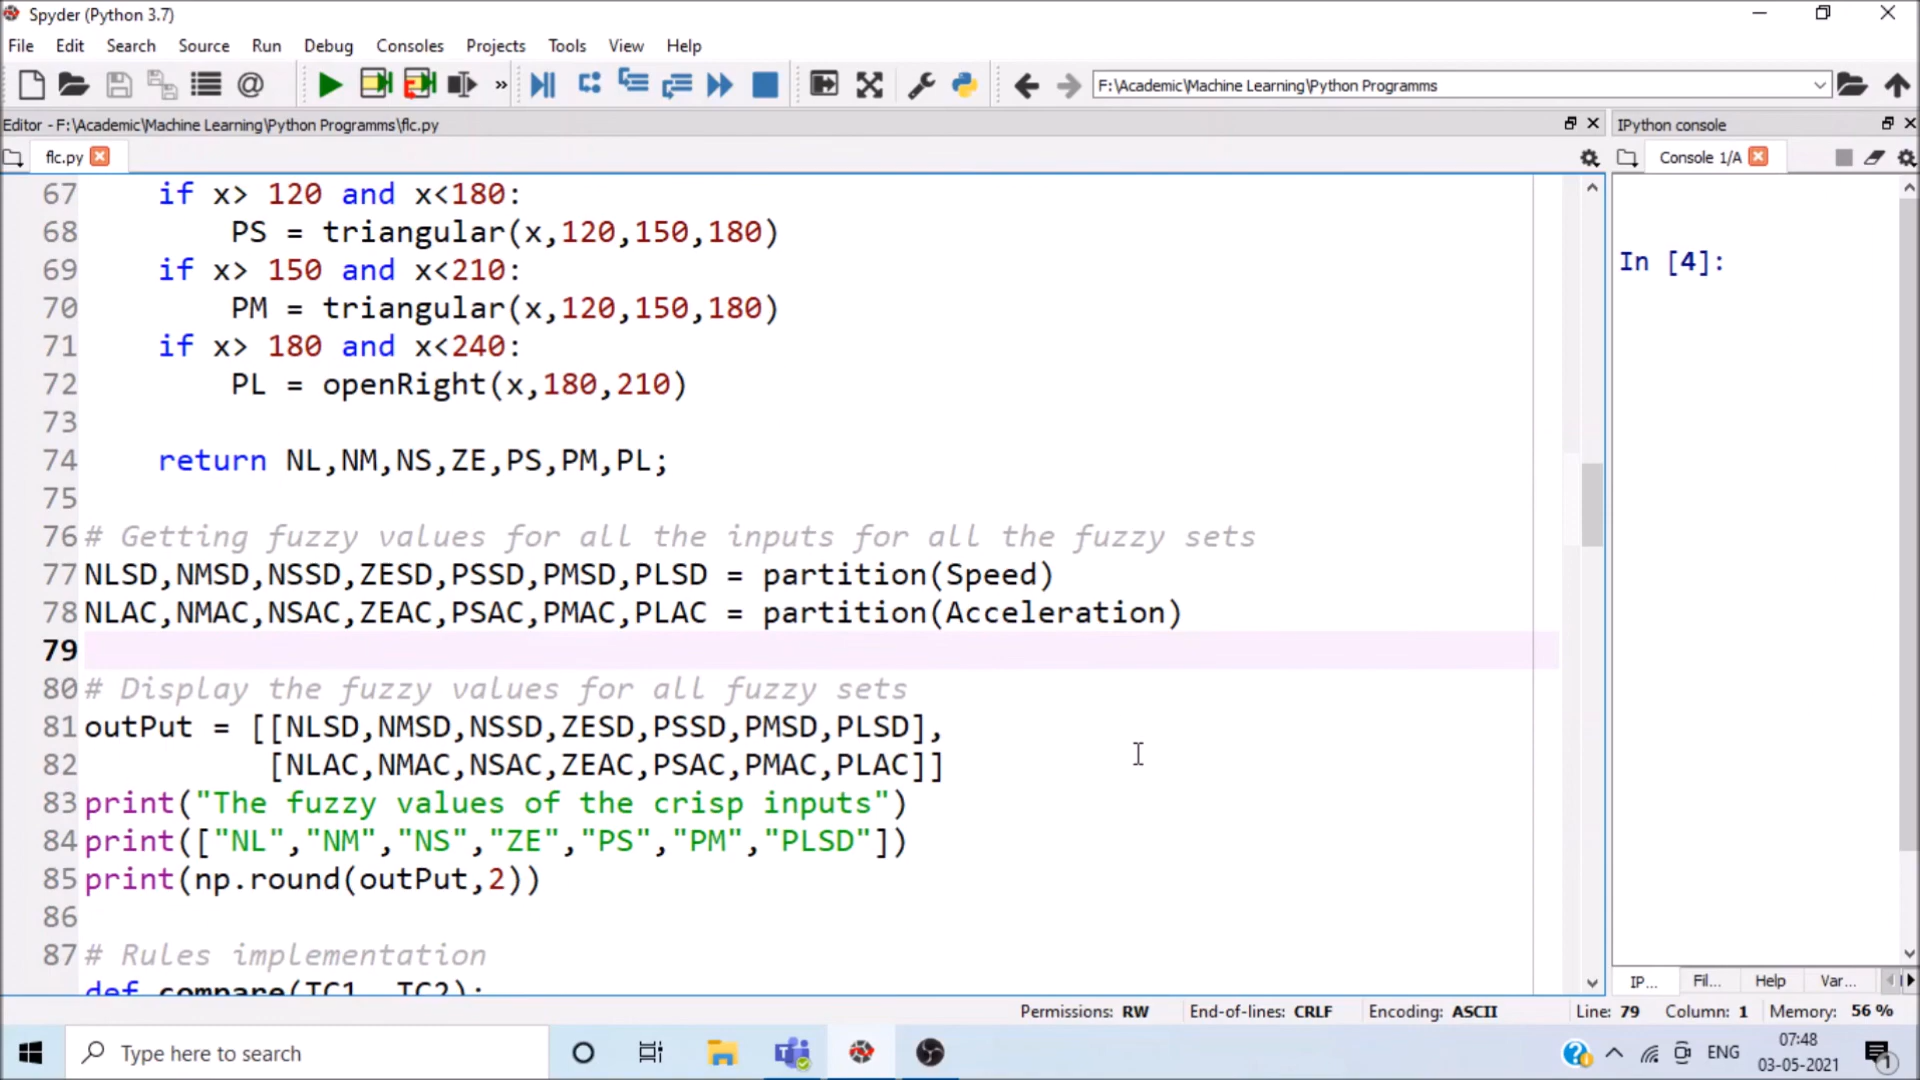 Spyder (Python 3.7)
File Edit Search Source Run Debug Consoles Projects Tools View Help
F:\Academic\Machine Learning\Python Programms
Editor - F:\Academic\Machine Learning\Python Programms\flc.py
IPython console
flc.py
Console 1/A
67 if x> 120 and x<180:
68 PS = triangular(x,120,150,180)
69 if x> 150 and x<210:
70 PM = triangular(x,120,150,180)
71 if x> 180 and x<240:
72 PL = openRight(x,180,210)
73
74 return NL,NM,NS,ZE,PS,PM,PL;
75
76 # Getting fuzzy values for all the inputs for all the fuzzy sets
77 NLSD,NMSD,NSSD,ZESD,PSSD,PMSD,PLSD = partition(Speed)
78 NLAC,NMAC,NSAC,ZEAC,PSAC,PMAC,PLAC = partition(Acceleration)
79
80 # Display the fuzzy values for all fuzzy sets
81 outPut = [[NLSD,NMSD,NSSD,ZESD,PSSD,PMSD,PLSD],
82 [NLAC,NMAC,NSAC,ZEAC,PSAC,PMAC,PLAC]]
83 print("The fuzzy values of the crisp inputs")
84 print(["NL","NM","NS","ZE","PS","PM","PLSD"])
85 print(np.round(outPut,2))
86
87 # Rules implementation
def compare(TC1, TC2):
In [4]:
IP... Fil... Help Var...
Permissions: RW End-of-lines: CRLF Encoding: ASCII Line: 79 Column: 1 Memory: 56 %
Type here to search
ENG
07:48
03-05-2021
1